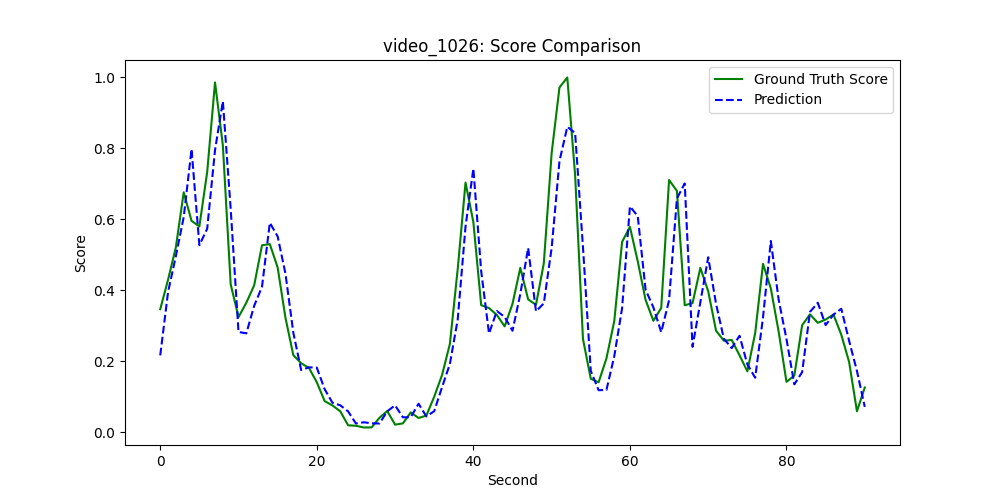 video_1026: Score Comparison
Ground Truth Score
Prediction
Score
1.0
0.8
0.6
0.4
0.2
0.0
0 20 40 60 80
Second